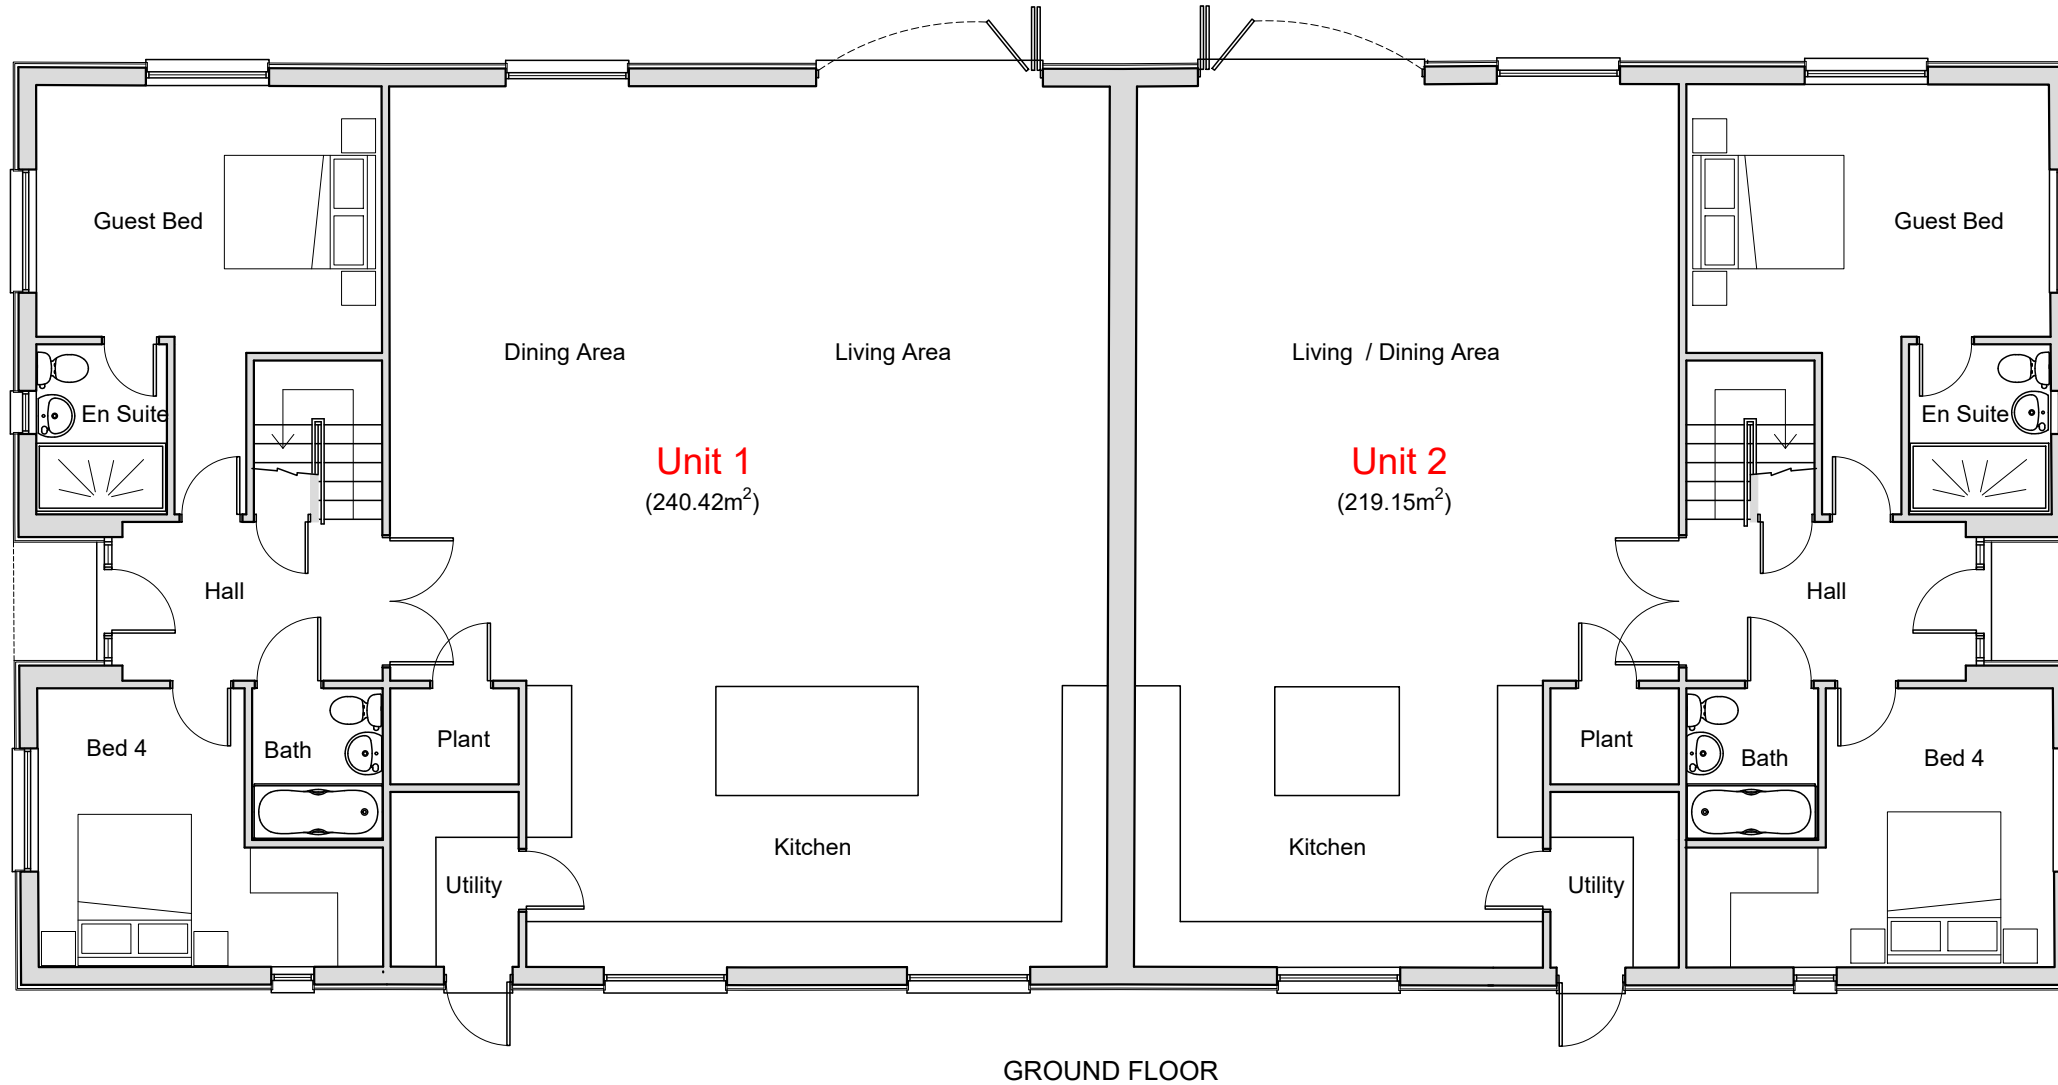 Guest Bed
Guest Bed
Dining Area
Living Area
Living / Dining Area
En Suite
En Suite
Unit 1
(240.42m²)
Unit 2
(219.15m²)
Hall
Hall
Bed 4
Bath
Plant
Plant
Bath
Bed 4
Kitchen
Kitchen
Utility
Utility
GROUND FLOOR